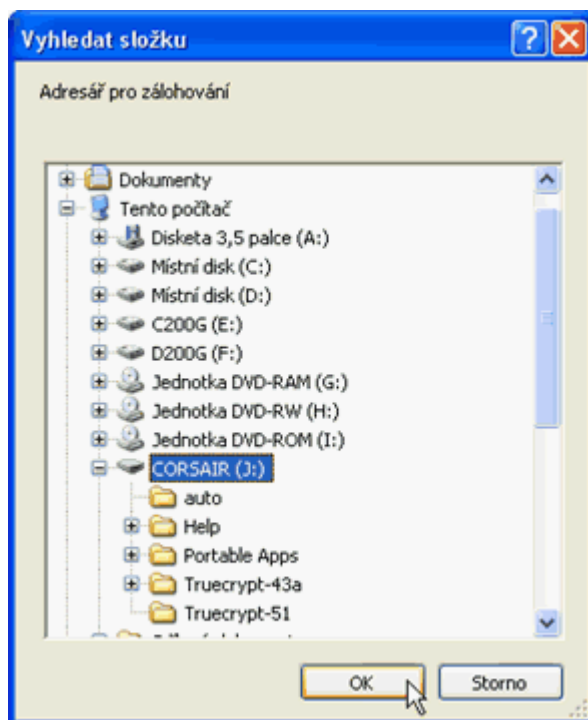 Vyhledat složku
Adresář pro zálohování
Dokumenty
Tento počítač
Disketa 3,5 palce (A:)
Místní disk (C:)
Místní disk (D:)
C200G (E:)
D200G (F:)
Jednotka DVD-RAM (G:)
Jednotka DVD-RW (H:)
Jednotka DVD-ROM (I:)
CORSAIR (J:)
auto
Help
Portable Apps
Truecrypt-43a
Truecrypt-51
OK Storno